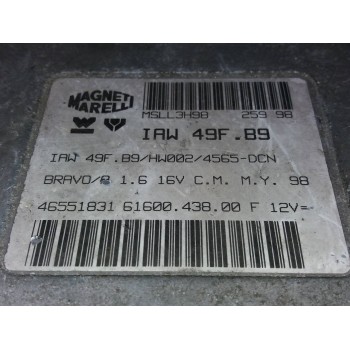 MAGNETI
MARELLI
MSLL3H98 259 98
IAW 49F.B9
IAW 49F.B9/HW002/4565-DCN
BRAVO/A 1.6 16V C.M. M.Y. 98
46551831 61600.438.00 F 12V=